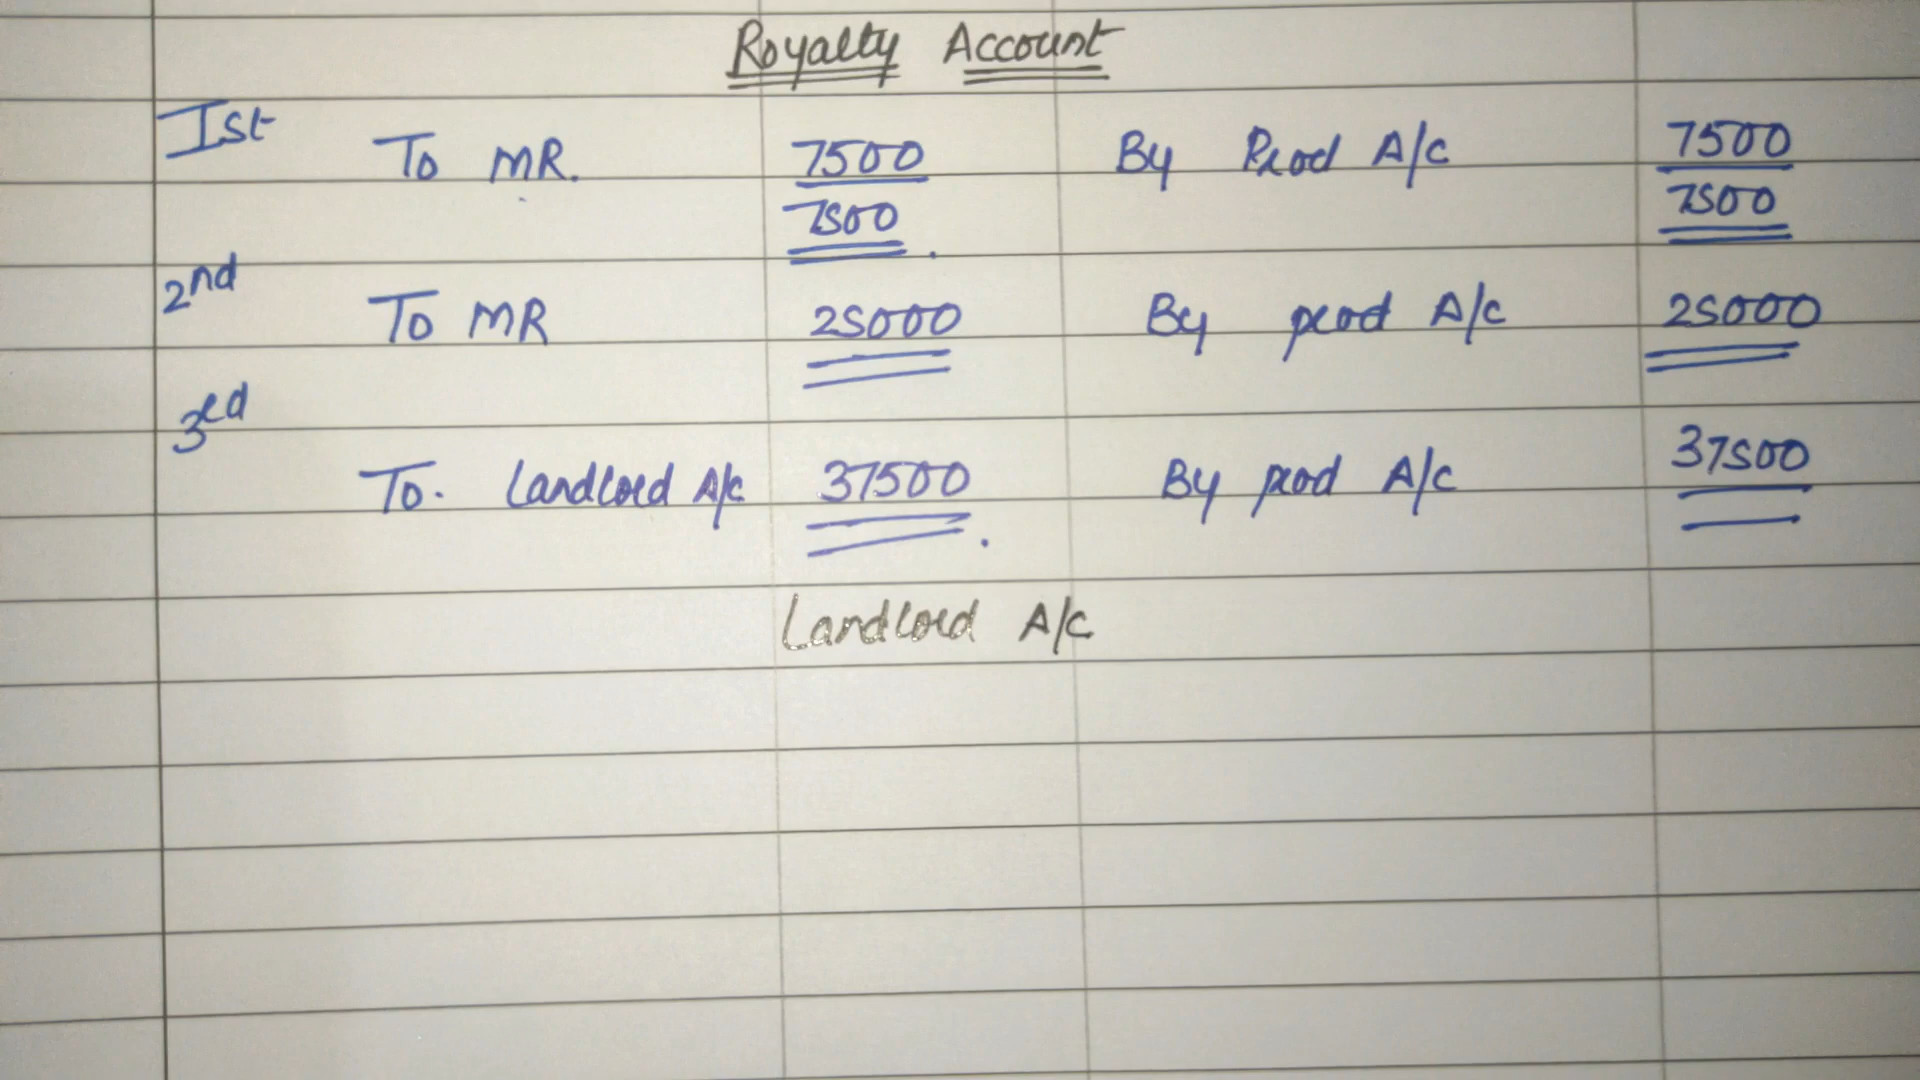 Royalty Account
Ist
To MR. 7500 By Prod A/c 7500
7500 7500
2nd
To MR 25000 By prod A/c 25000
3rd
To. Landlord A/c 37500 By prod A/c 37500
Landlord A/c